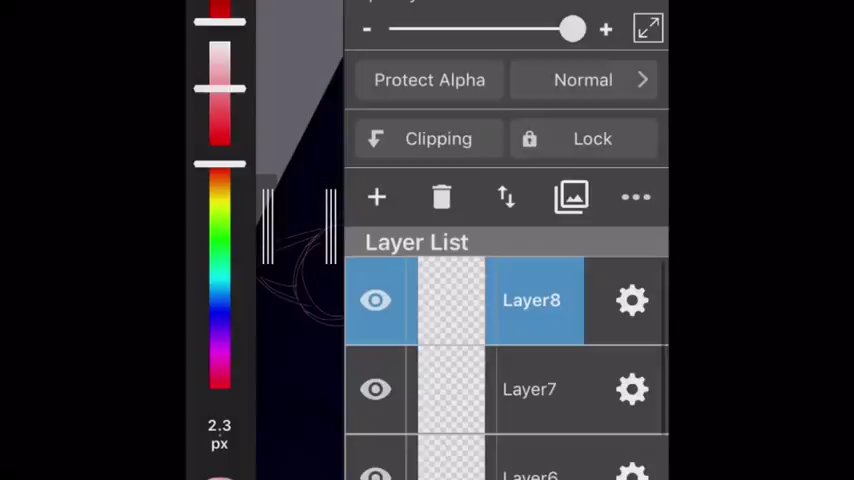 - +
Protect Alpha Normal
Clipping Lock
Layer List
Layer8
Layer7
Layer6
2.3
px